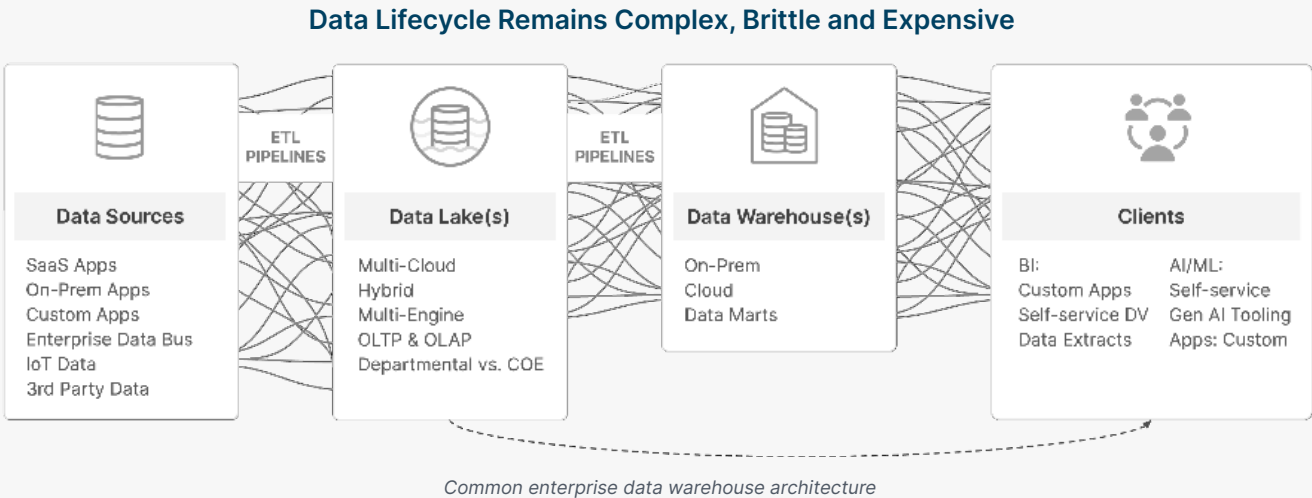 Data Lifecycle Remains Complex, Brittle and Expensive
ETL
PIPELINES
ETL
PIPELINES
Data Sources
SaaS Apps
On-Prem Apps
Custom Apps
Enterprise Data Bus
IoT Data
3rd Party Data
Data Lake(s)
Multi-Cloud
Hybrid
Multi-Engine
OLTP & OLAP
Departmental vs. COE
Data Warehouse(s)
On-Prem
Cloud
Data Marts
Clients
BI:
Custom Apps
Self-service DV
Data Extracts
AI/ML:
Self-service
Gen AI Tooling
Apps: Custom
Common enterprise data warehouse architecture